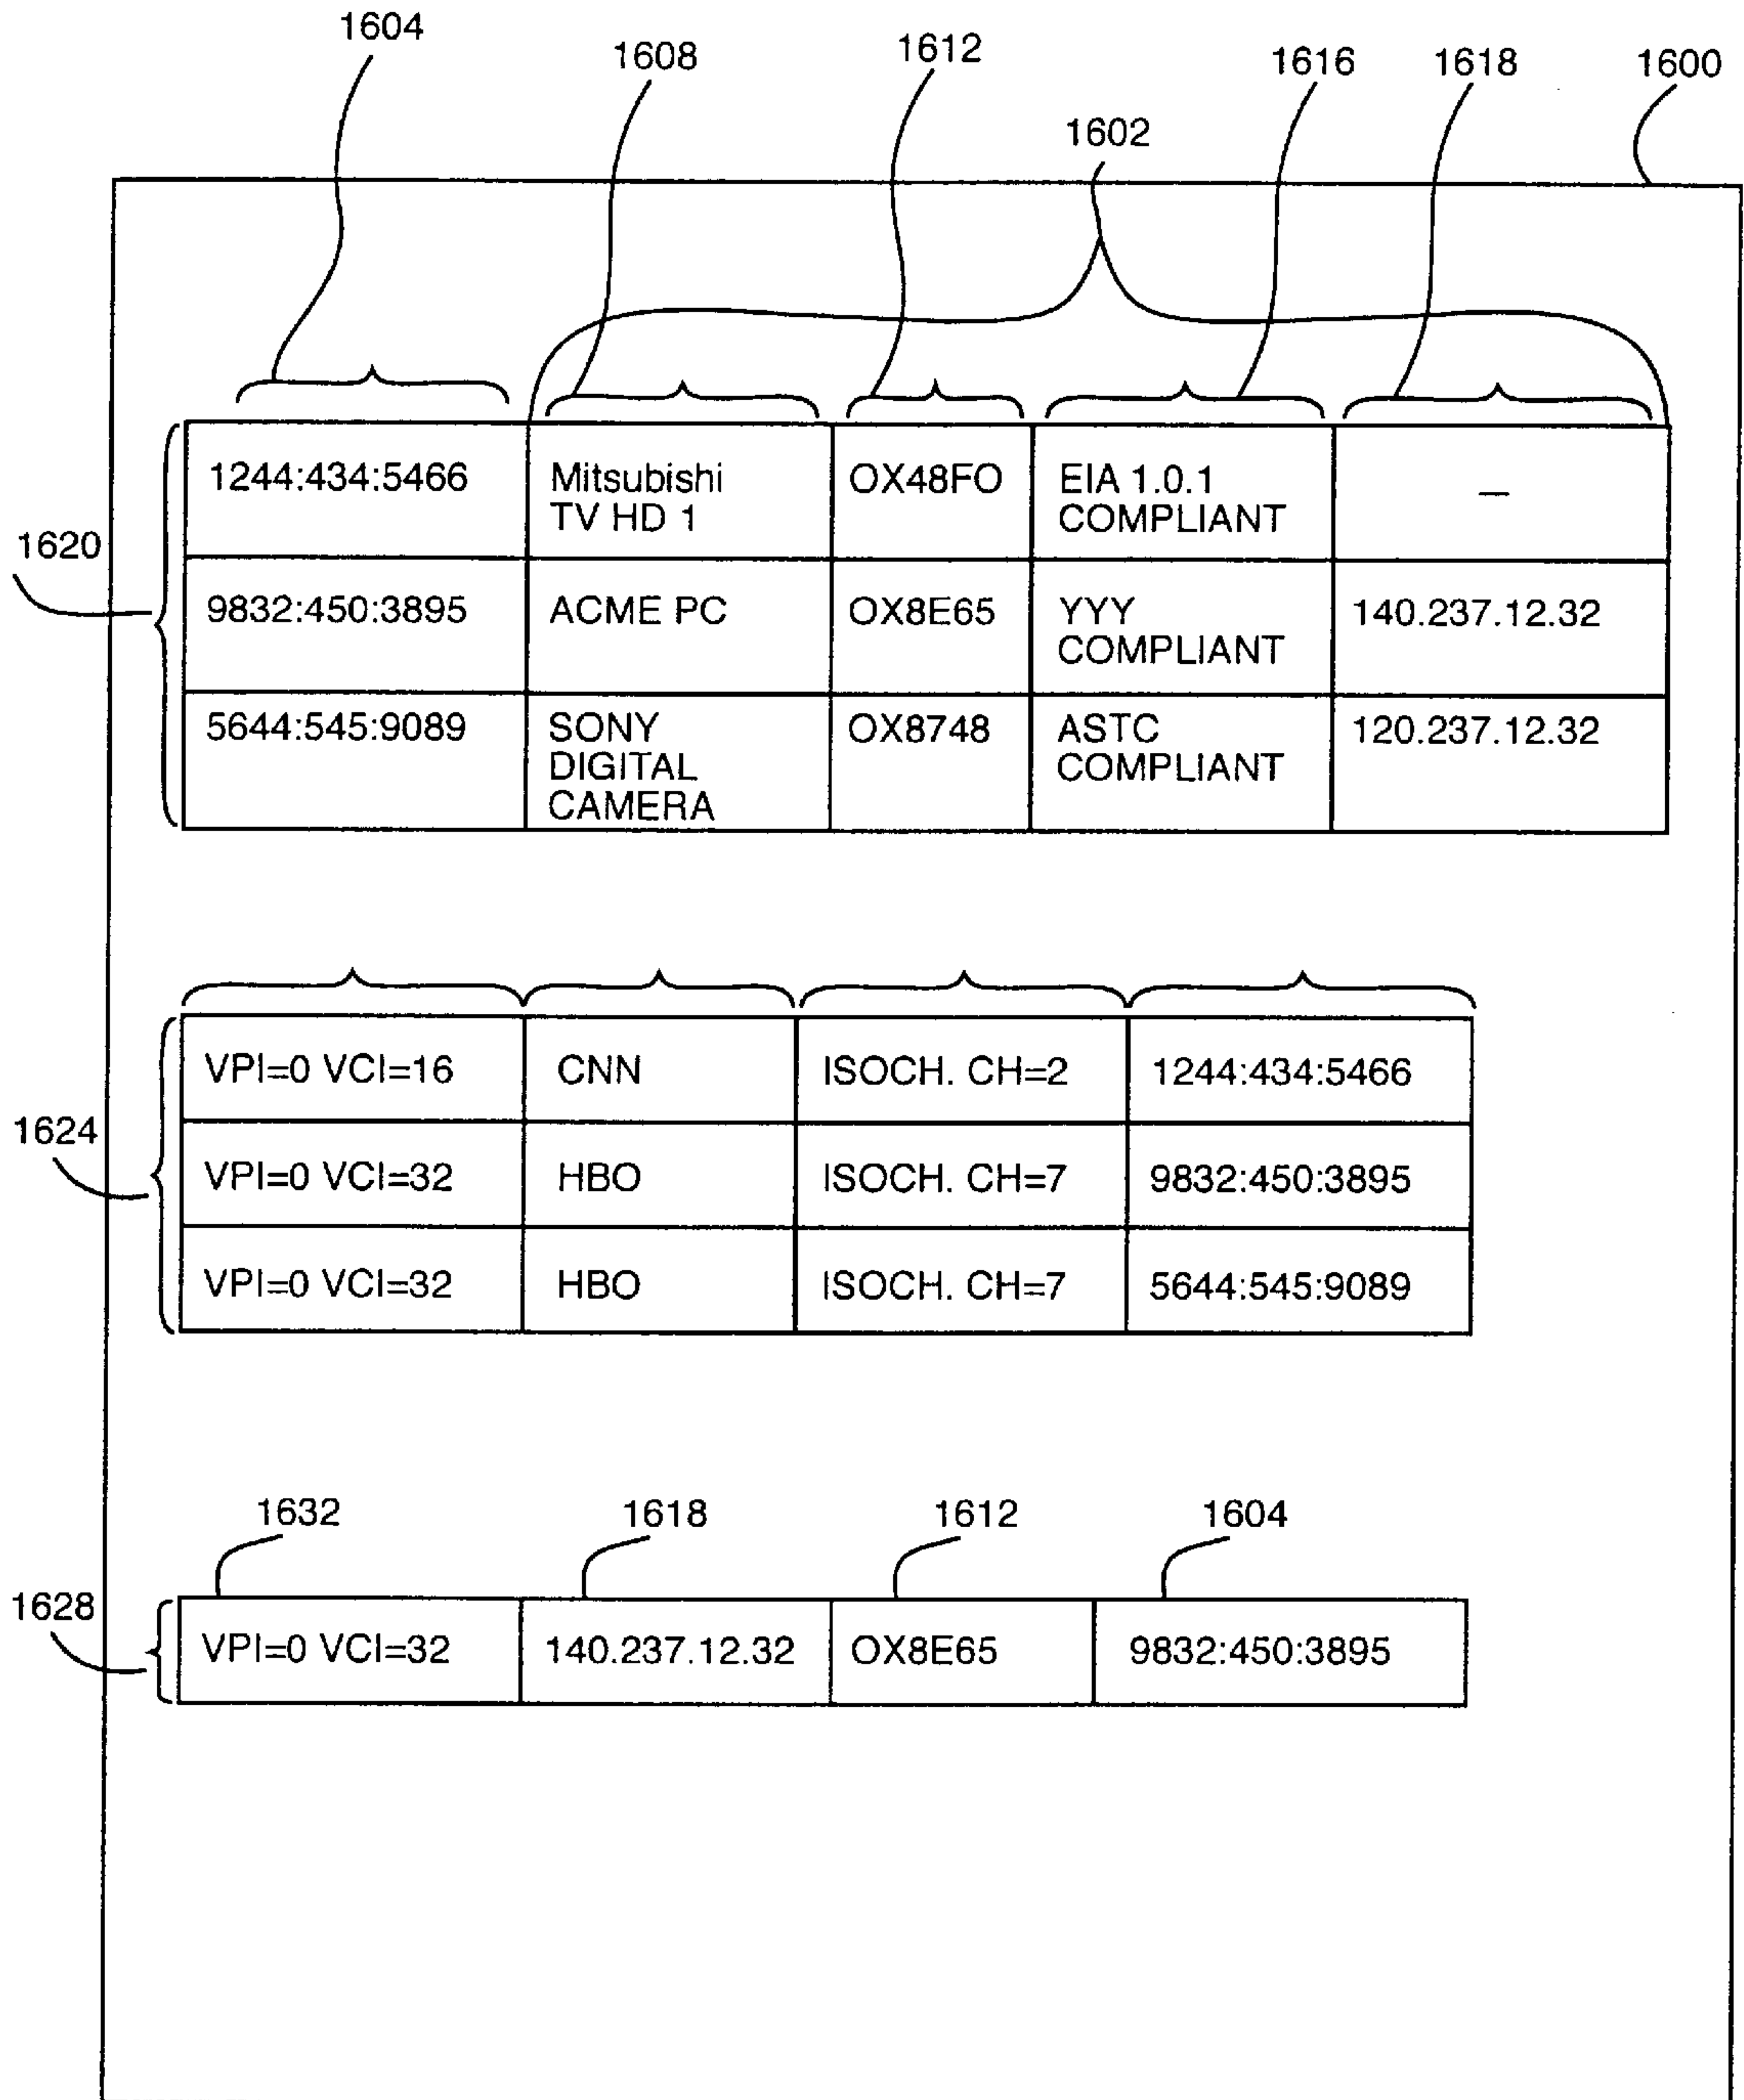 1604
1608
1612
1616
1618
1600
1602
1244:434:5466
Mitsubishi
TV HD 1
OX48FO
EIA 1.0.1
COMPLIANT
–
1620
9832:450:3895
ACME PC
OX8E65
YYY
COMPLIANT
140.237.12.32
5644:545:9089
SONY
DIGITAL
CAMERA
OX8748
ASTC
COMPLIANT
120.237.12.32
1624
VPI=0 VCI=16
CNN
ISOCH. CH=2
1244:434:5466
VPI=0 VCI=32
HBO
ISOCH. CH=7
9832:450:3895
VPI=0 VCI=32
HBO
ISOCH. CH=7
5644:545:9089
1632
1618
1612
1604
1628
VPI=0 VCI=32
140.237.12.32
OX8E65
9832:450:3895